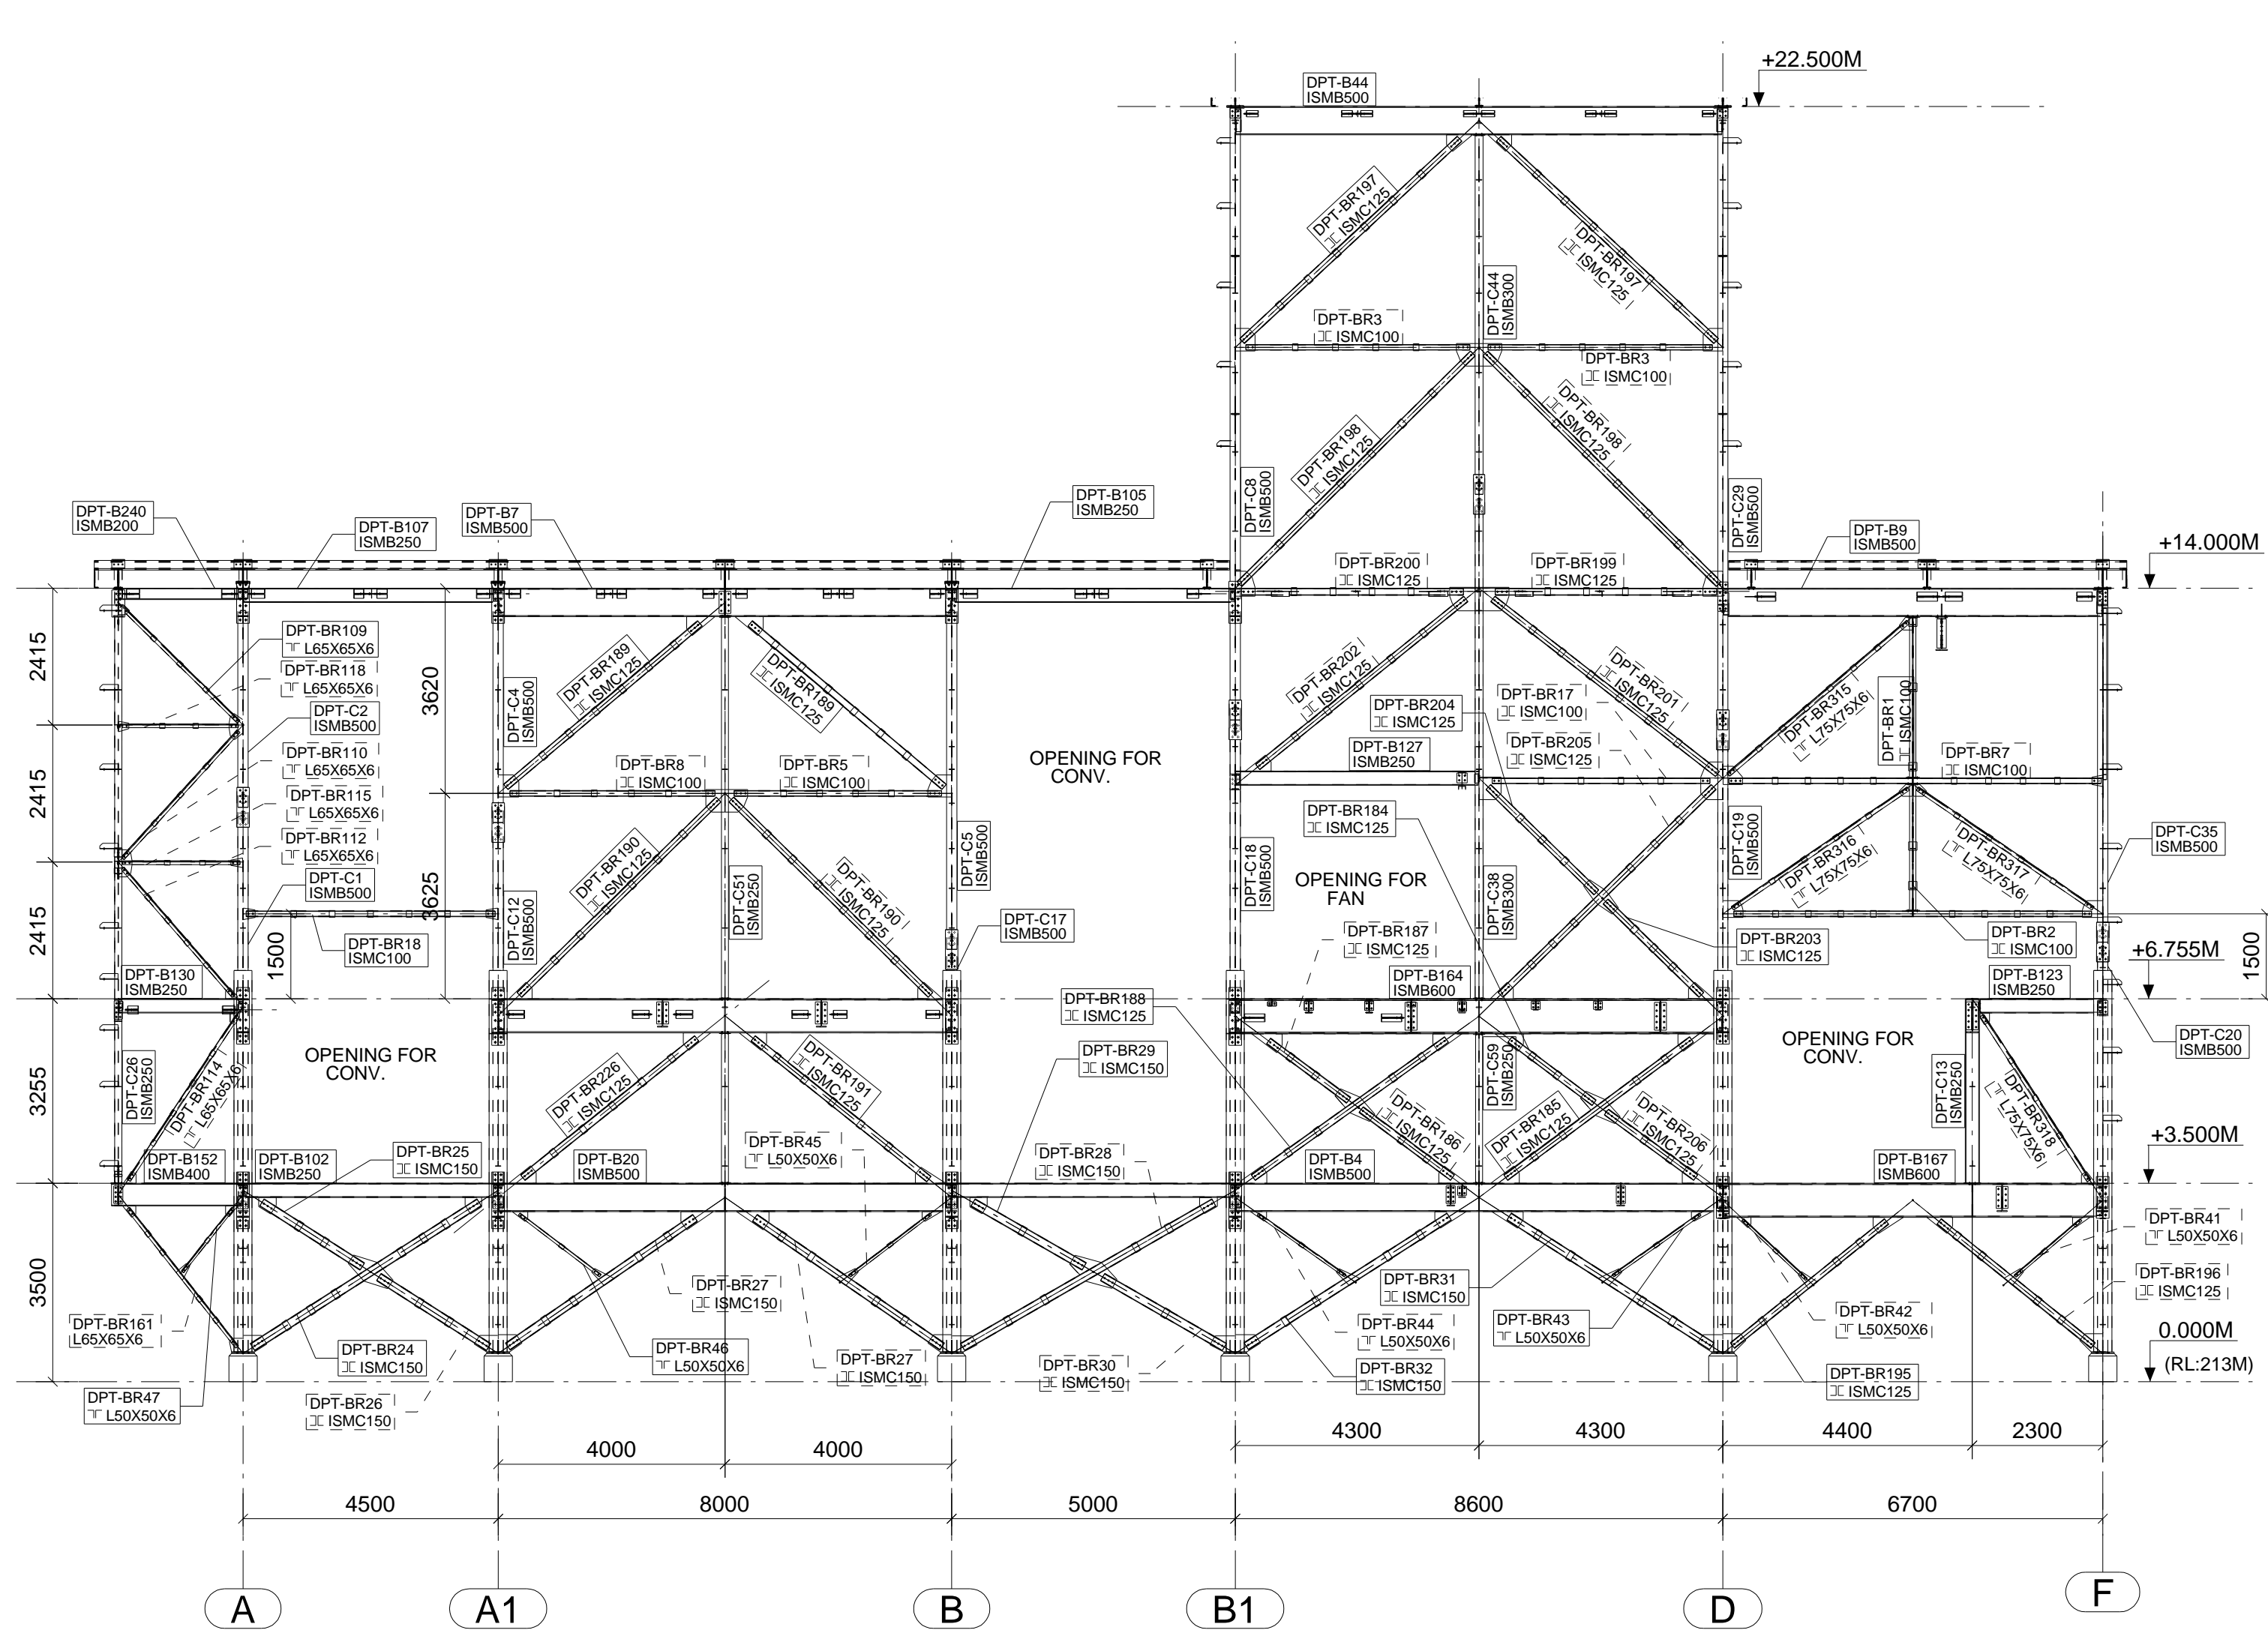 +22.500M
DPT-B44
ISMB500
DPT-BR197
ISMC125
DPT-BR197
ISMC125
DPT-C44
ISMB300
DPT-BR3
ISMC100
DPT-BR3
ISMC100
DPT-BR198
ISMC125
DPT-BR198
ISMC125
DPT-C8
ISMB500
DPT-C29
ISMB500
DPT-B240
ISMB200
DPT-B107
ISMB250
DPT-B7
ISMB500
DPT-B105
ISMB250
DPT-B9
ISMB500
+14.000M
DPT-BR200
ISMC125
DPT-BR199
ISMC125
2415
2415
2415
3255
3500
DPT-BR109
L65X65X6
DPT-BR118
L65X65X6
DPT-C2
ISMB500
DPT-BR110
L65X65X6
DPT-BR115
L65X65X6
DPT-BR112
L65X65X6
DPT-C1
ISMB500
3620
3625
DPT-C4
ISMB500
DPT-BR189
ISMC125
DPT-BR189
ISMC125
DPT-BR8
ISMC100
DPT-BR5
ISMC100
OPENING FOR
CONV.
DPT-BR202
ISMC125
DPT-BR204
ISMC125
DPT-BR17
ISMC100
DPT-BR201
ISMC125
DPT-B127
ISMB250
DPT-BR205
ISMC125
DPT-BR315
L75X75X6
DPT-BR1
ISMC100
DPT-BR7
ISMC100
DPT-BR190
ISMC125
DPT-BR190
ISMC125
DPT-C51
ISMB250
DPT-C12
ISMB500
DPT-C5
ISMB500
DPT-BR184
ISMC125
DPT-C18
ISMB500
OPENING FOR
FAN
DPT-C38
ISMB300
DPT-C19
ISMB500
DPT-BR316
L75X75X6
DPT-BR317
L75X75X6
DPT-C35
ISMB500
DPT-BR18
ISMC100
1500
DPT-C17
ISMB500
DPT-BR187
ISMC125
DPT-BR203
ISMC125
DPT-BR2
ISMC100
+6.755M
1500
DPT-B130
ISMB250
DPT-B164
ISMB600
DPT-B123
ISMB250
DPT-BR188
ISMC125
OPENING FOR
CONV.
DPT-C26
ISMB250
DPT-BR114
L65X65X6
DPT-BR226
ISMC125
DPT-BR191
ISMC125
DPT-BR29
ISMC150
DPT-C59
ISMB250
DPT-BR186
ISMC125
DPT-BR185
ISMC125
DPT-BR206
ISMC125
OPENING FOR
CONV.
DPT-C13
ISMB250
DPT-BR318
L75X75X6
DPT-C20
ISMB500
DPT-B152
ISMB400
DPT-B102
ISMB250
DPT-BR25
ISMC150
DPT-B20
ISMB500
DPT-BR45
L50X50X6
DPT-BR28
ISMC150
DPT-B4
ISMB500
DPT-B167
ISMB600
+3.500M
DPT-BR41
L50X50X6
DPT-BR196
ISMC125
DPT-BR161
L65X65X6
DPT-BR24
ISMC150
DPT-BR27
ISMC150
DPT-BR46
L50X50X6
DPT-BR27
ISMC150
DPT-BR30
ISMC150
DPT-BR31
ISMC150
DPT-BR44
L50X50X6
DPT-BR32
ISMC150
DPT-BR43
L50X50X6
DPT-BR42
L50X50X6
DPT-BR195
ISMC125
0.000M
(RL:213M)
DPT-BR47
L50X50X6
DPT-BR26
ISMC150
4000
4000
4300
4300
4400
2300
4500
8000
5000
8600
6700
A
A1
B
B1
D
F